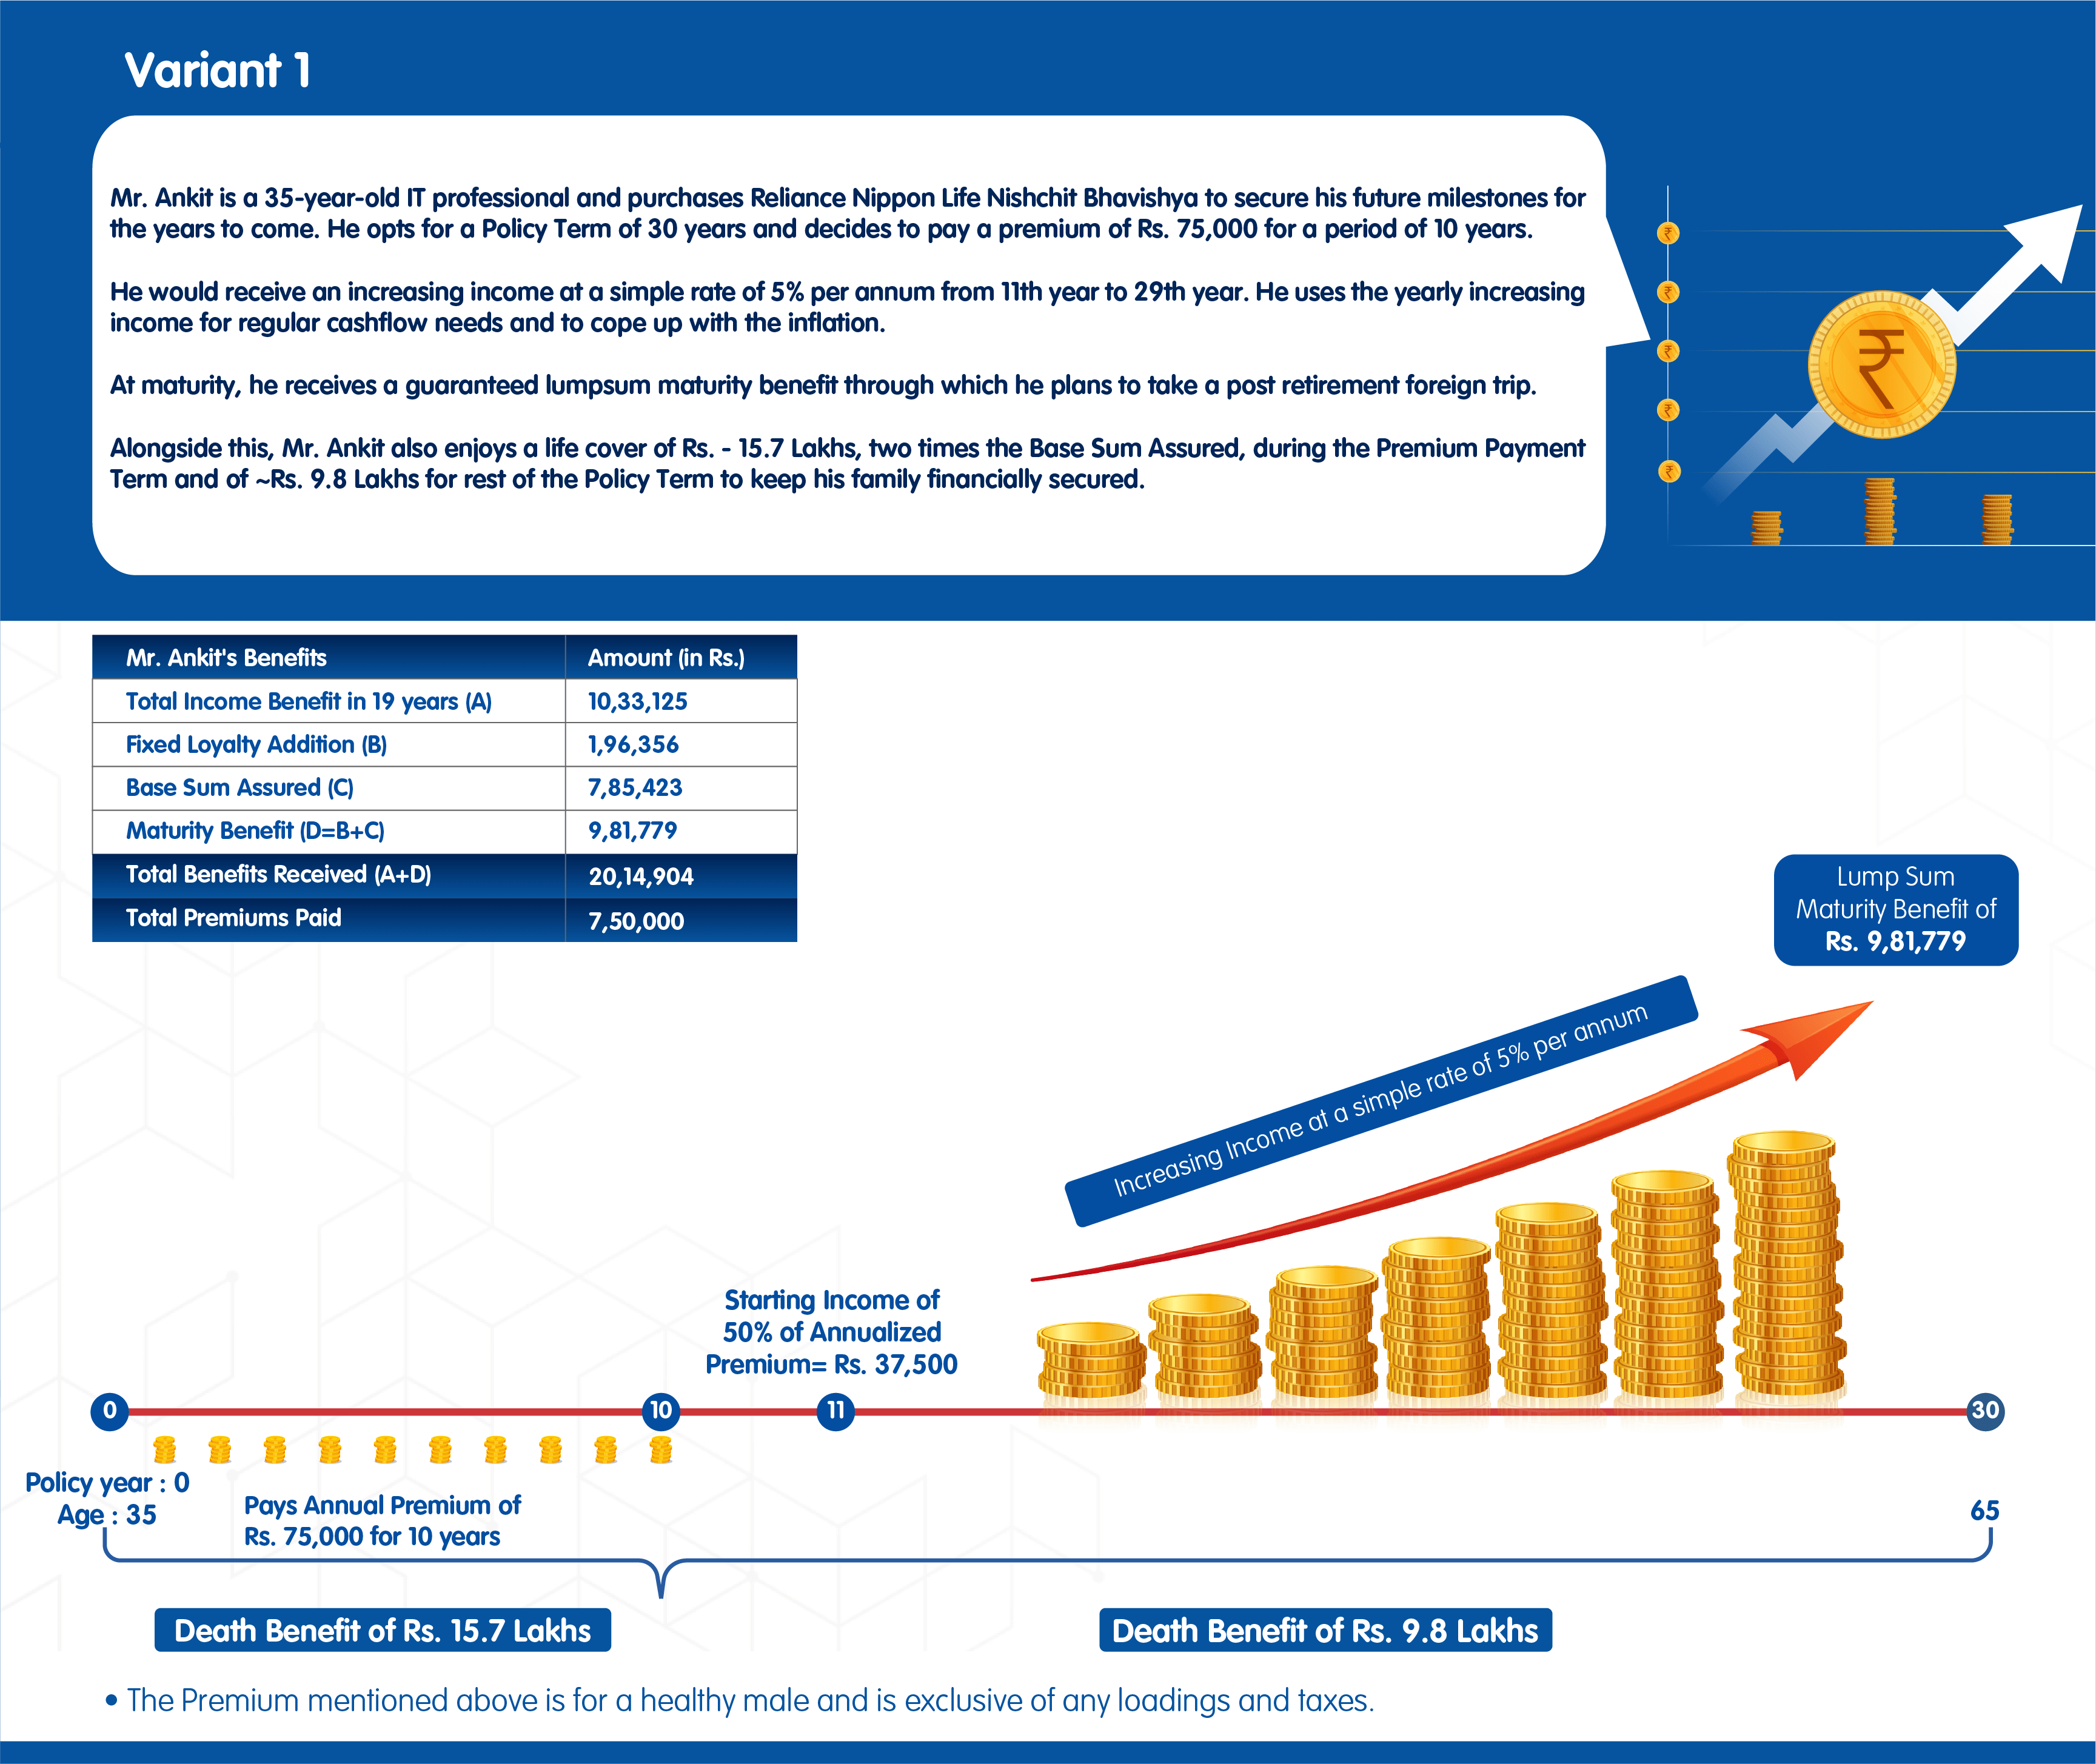 Variant 1
Mr. Ankit is a 35-year-old IT professional and purchases Reliance Nippon Life Nishchit Bhavishya to secure his future milestones for
the years to come. He opts for a Policy Term of 30 years and decides to pay a premium of Rs. 75,000 for a period of 10 years.
He would receive an increasing income at a simple rate of 5% per annum from 11th year to 29th year. He uses the yearly increasing
income for regular cashflow needs and to cope up with the inflation.
At maturity, he receives a guaranteed lumpsum maturity benefit through which he plans to take a post retirement foreign trip.
Alongside this, Mr. Ankit also enjoys a life cover of Rs. - 15.7 Lakhs, two times the Base Sum Assured, during the Premium Payment
Term and of ~Rs. 9.8 Lakhs for rest of the Policy Term to keep his family financially secured.
₹
₹
₹
₹
₹
₹
Mr. Ankit's Benefits Amount (in Rs.)
Total Income Benefit in 19 years (A) 10,33,125
Fixed Loyalty Addition (B) 1,96,356
Base Sum Assured (C) 7,85,423
Maturity Benefit (D=B+C) 9,81,779
Total Benefits Received (A+D) 20,14,904
Total Premiums Paid 7,50,000
Lump Sum
Maturity Benefit of
Rs. 9,81,779
Increasing Income at a simple rate of 5% per annum
Starting Income of
50% of Annualized
Premium= Rs. 37,500
0 10 11 30
Policy year : 0
Age : 35
Pays Annual Premium of
Rs. 75,000 for 10 years
65
Death Benefit of Rs. 15.7 Lakhs
Death Benefit of Rs. 9.8 Lakhs
• The Premium mentioned above is for a healthy male and is exclusive of any loadings and taxes.